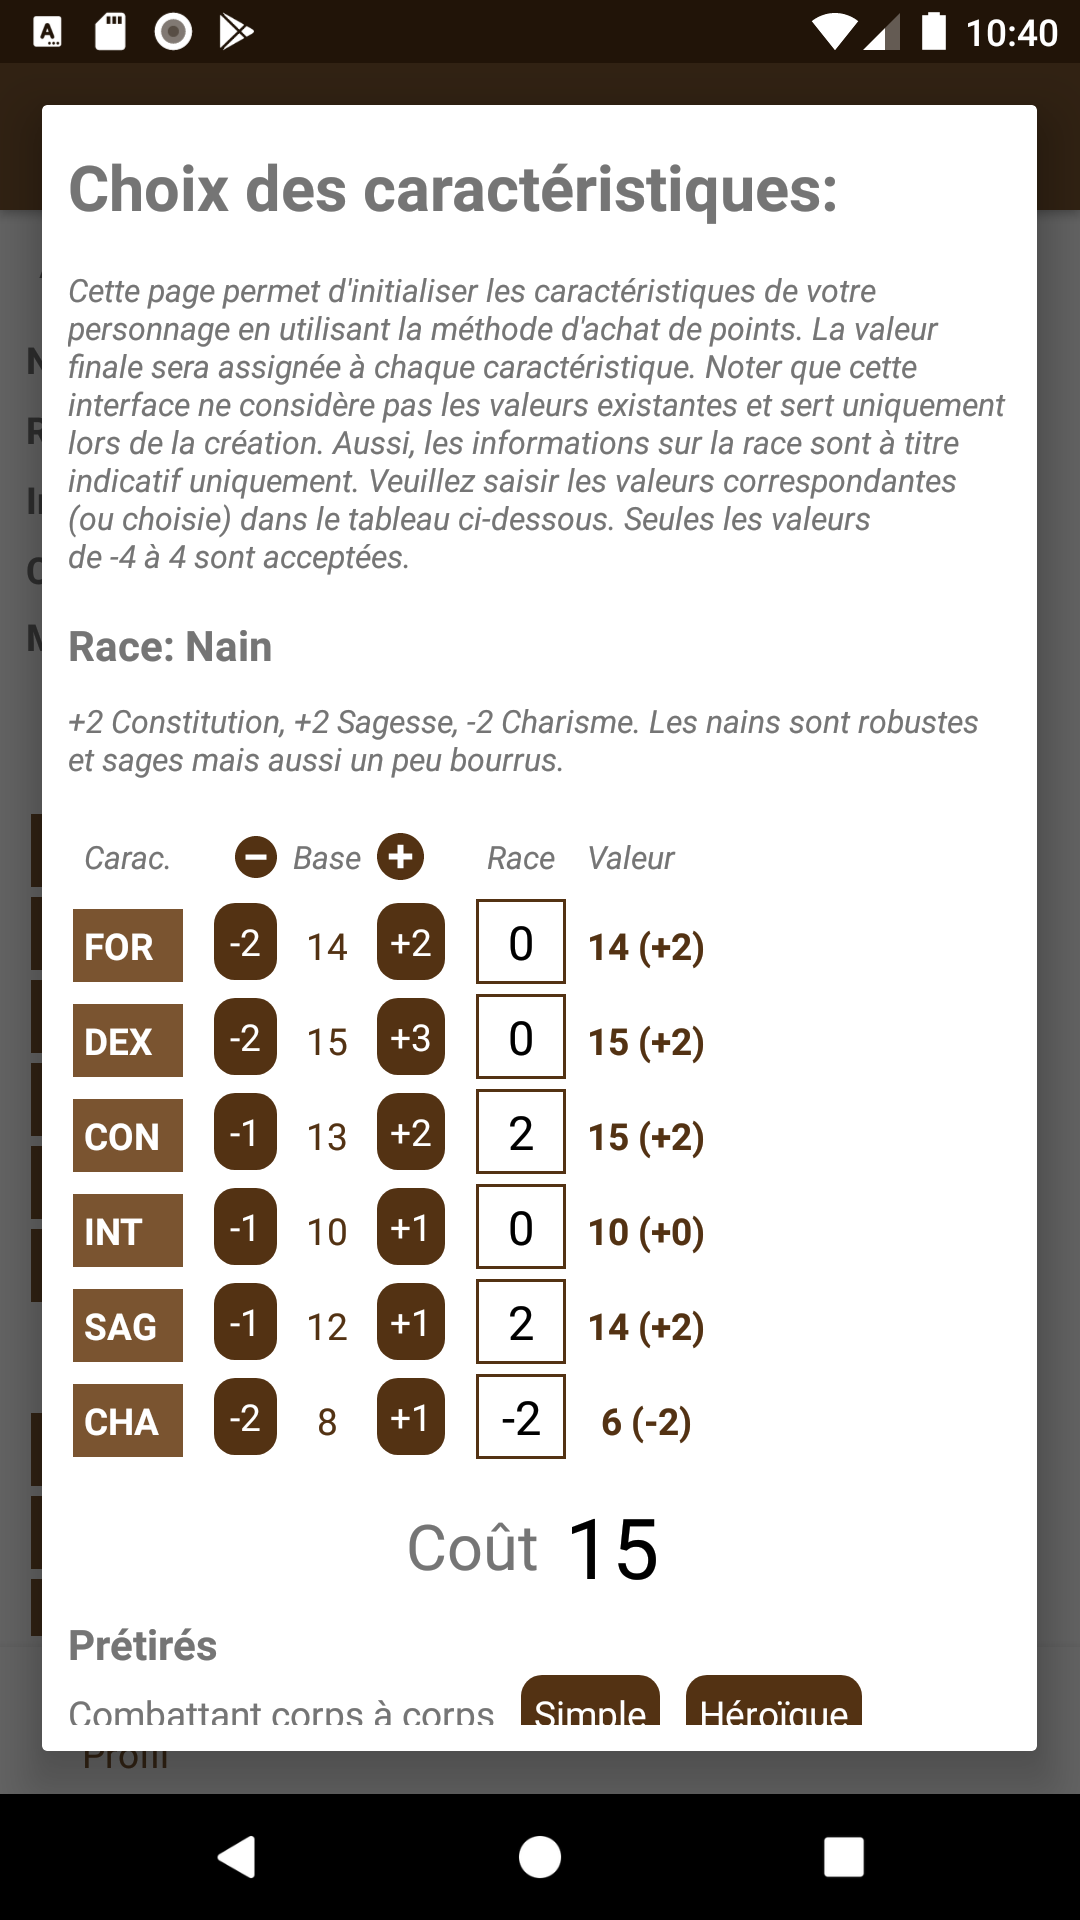 10:40
Choix des caractéristiques:
Cette page permet d'initialiser les caractéristiques de votre
personnage en utilisant la méthode d'achat de points. La valeur
finale sera assignée à chaque caractéristique. Noter que cette
interface ne considère pas les valeurs existantes et sert uniquement
lors de la création. Aussi, les informations sur la race sont à titre
indicatif uniquement. Veuillez saisir les valeurs correspondantes
(ou choisie) dans le tableau ci-dessous. Seules les valeurs
de -4 à 4 sont acceptées.
Race: Nain
+2 Constitution, +2 Sagesse, -2 Charisme. Les nains sont robustes
et sages mais aussi un peu bourrus.
Carac. − Base + Race Valeur
FOR -2 14 +2 0 14 (+2)
DEX -2 15 +3 0 15 (+2)
CON -1 13 +2 2 15 (+2)
INT -1 10 +1 0 10 (+0)
SAG -1 12 +1 2 14 (+2)
CHA -2 8 +1 -2 6 (-2)
Coût 15
Prétirés
Combattant corps à corps Simple Héroïque
Profil